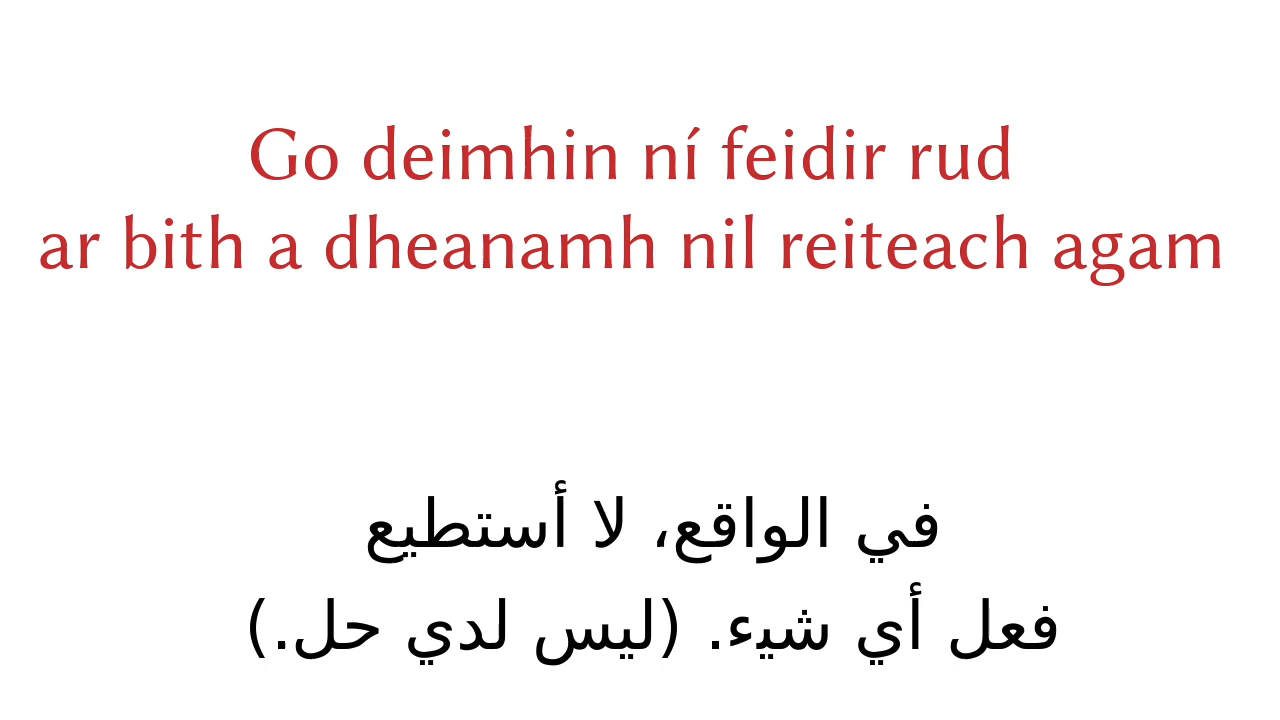 Go deimhin ní feidir rud
ar bith a dheanamh nil reiteach agam
في الواقع، لا أستطيع
فعل أي شيء. (ليس لدي حل.)